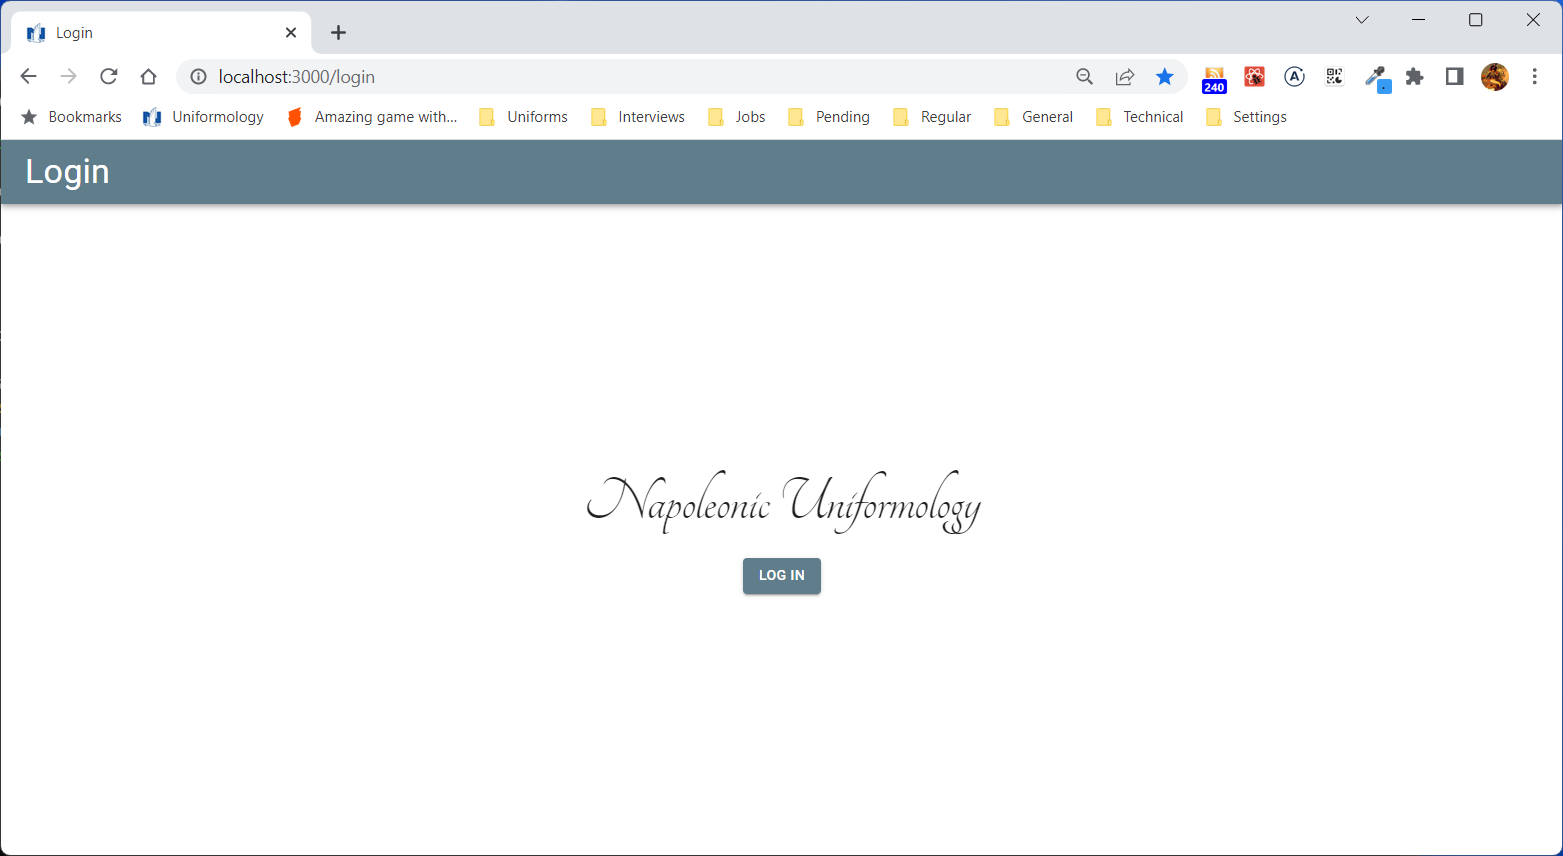 Login
localhost:3000/login
240
Bookmarks Uniformology Amazing game with... Uniforms Interviews Jobs Pending Regular General Technical Settings
Login
Napoleonic Uniformology
LOG IN